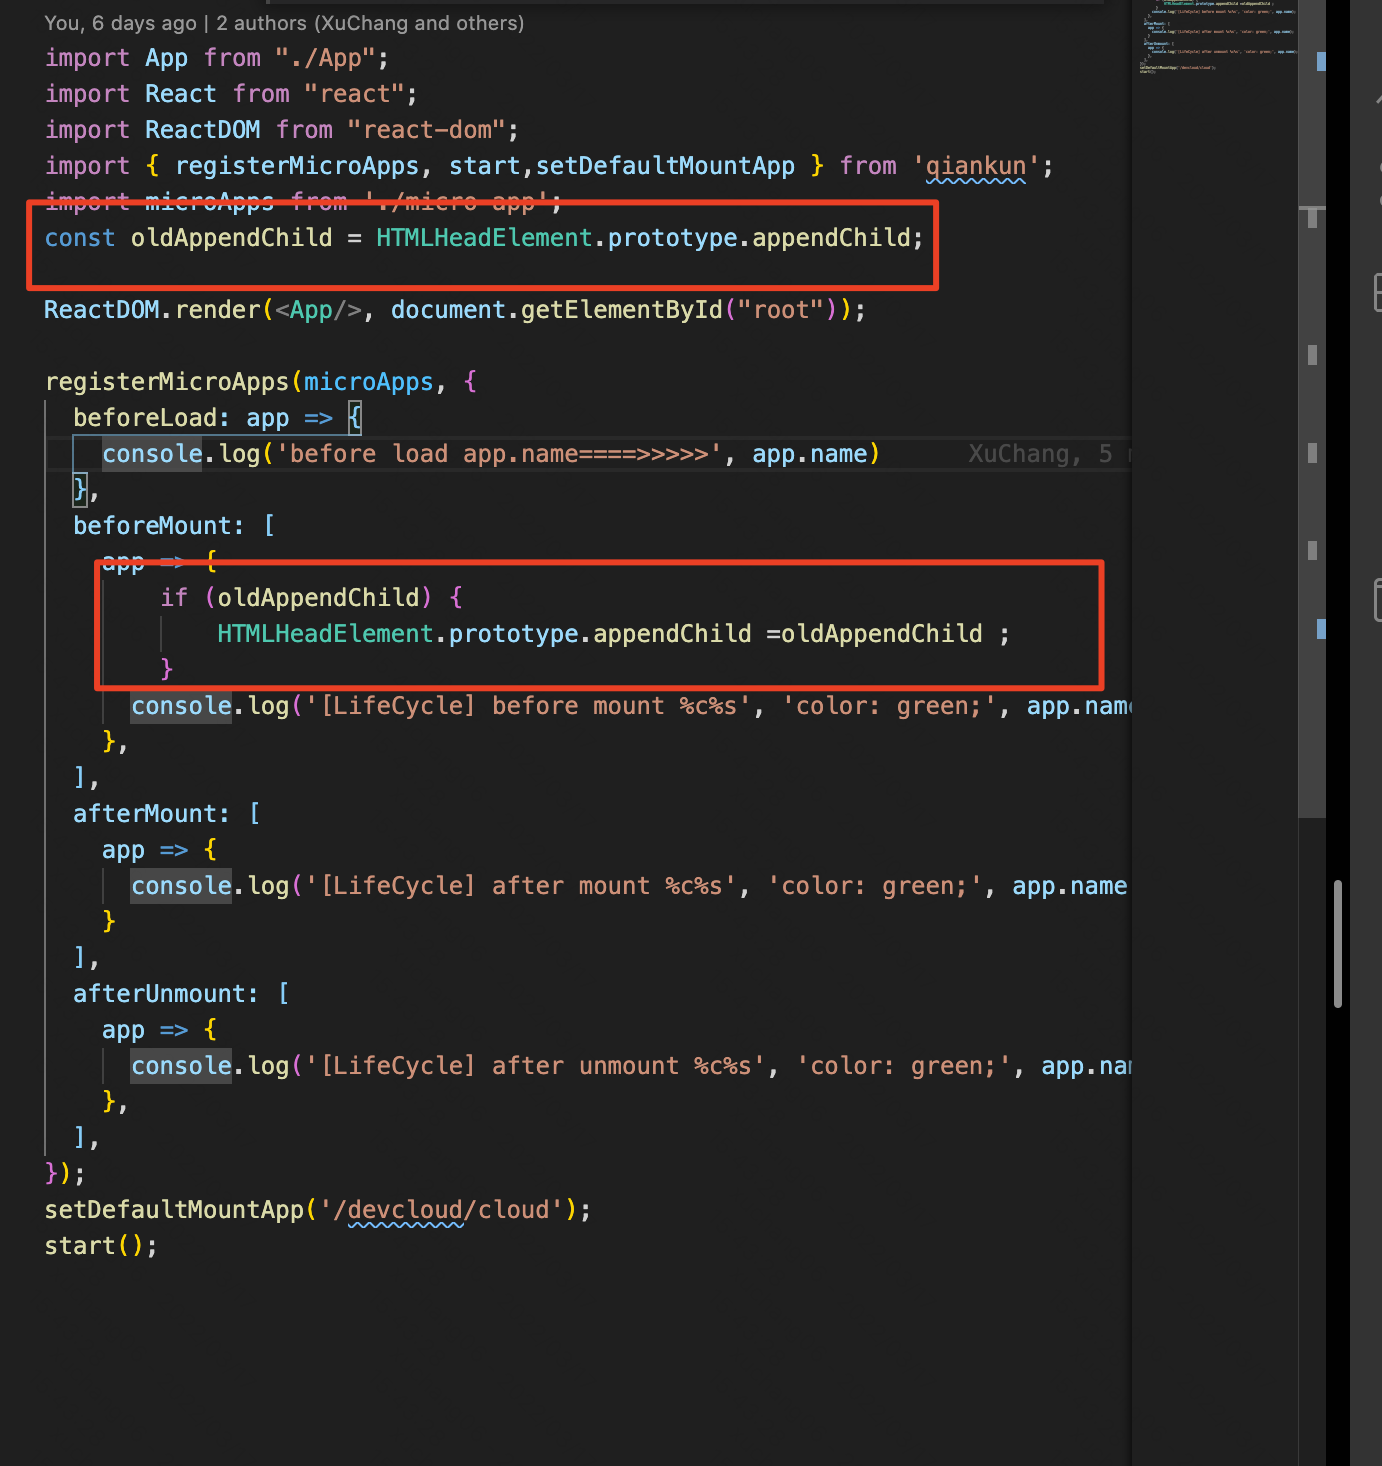 You, 6 days ago | 2 authors (XuChang and others)
import App from "./App";
import React from "react";
import ReactDOM from "react-dom";
import { registerMicroApps, start,setDefaultMountApp } from 'qiankun';
import microApps from './micro-app';
const oldAppendChild = HTMLHeadElement.prototype.appendChild;
ReactDOM.render(<App/>, document.getElementById("root"));
registerMicroApps(microApps, {
beforeLoad: app => {
console.log('before load app.name====>>>>>', app.name) XuChang, 5
},
beforeMount: [
app => {
if (oldAppendChild) {
HTMLHeadElement.prototype.appendChild =oldAppendChild ;
}
console.log('[LifeCycle] before mount %c%s', 'color: green;', app.name
},
],
afterMount: [
app => {
console.log('[LifeCycle] after mount %c%s', 'color: green;', app.name
}
],
afterUnmount: [
app => {
console.log('[LifeCycle] after unmount %c%s', 'color: green;', app.nam
},
],
});
setDefaultMountApp('/devcloud/cloud');
start();